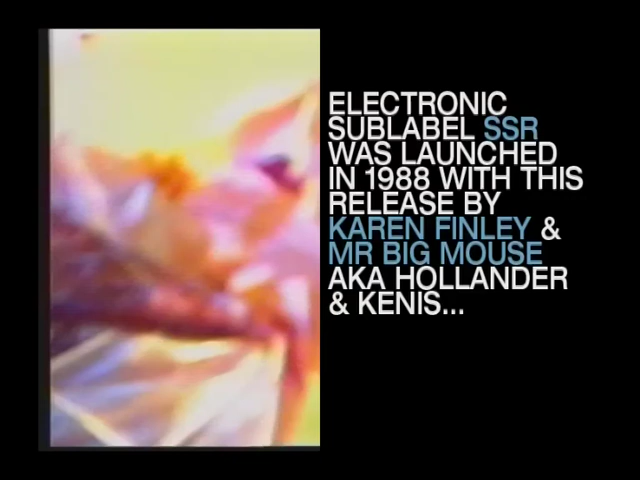 ELECTRONIC
SUBLABEL SSR
WAS LAUNCHED
IN 1988 WITH THIS
RELEASE BY
KAREN FINLEY &
MR BIG MOUSE
AKA HOLLANDER
& KENIS...